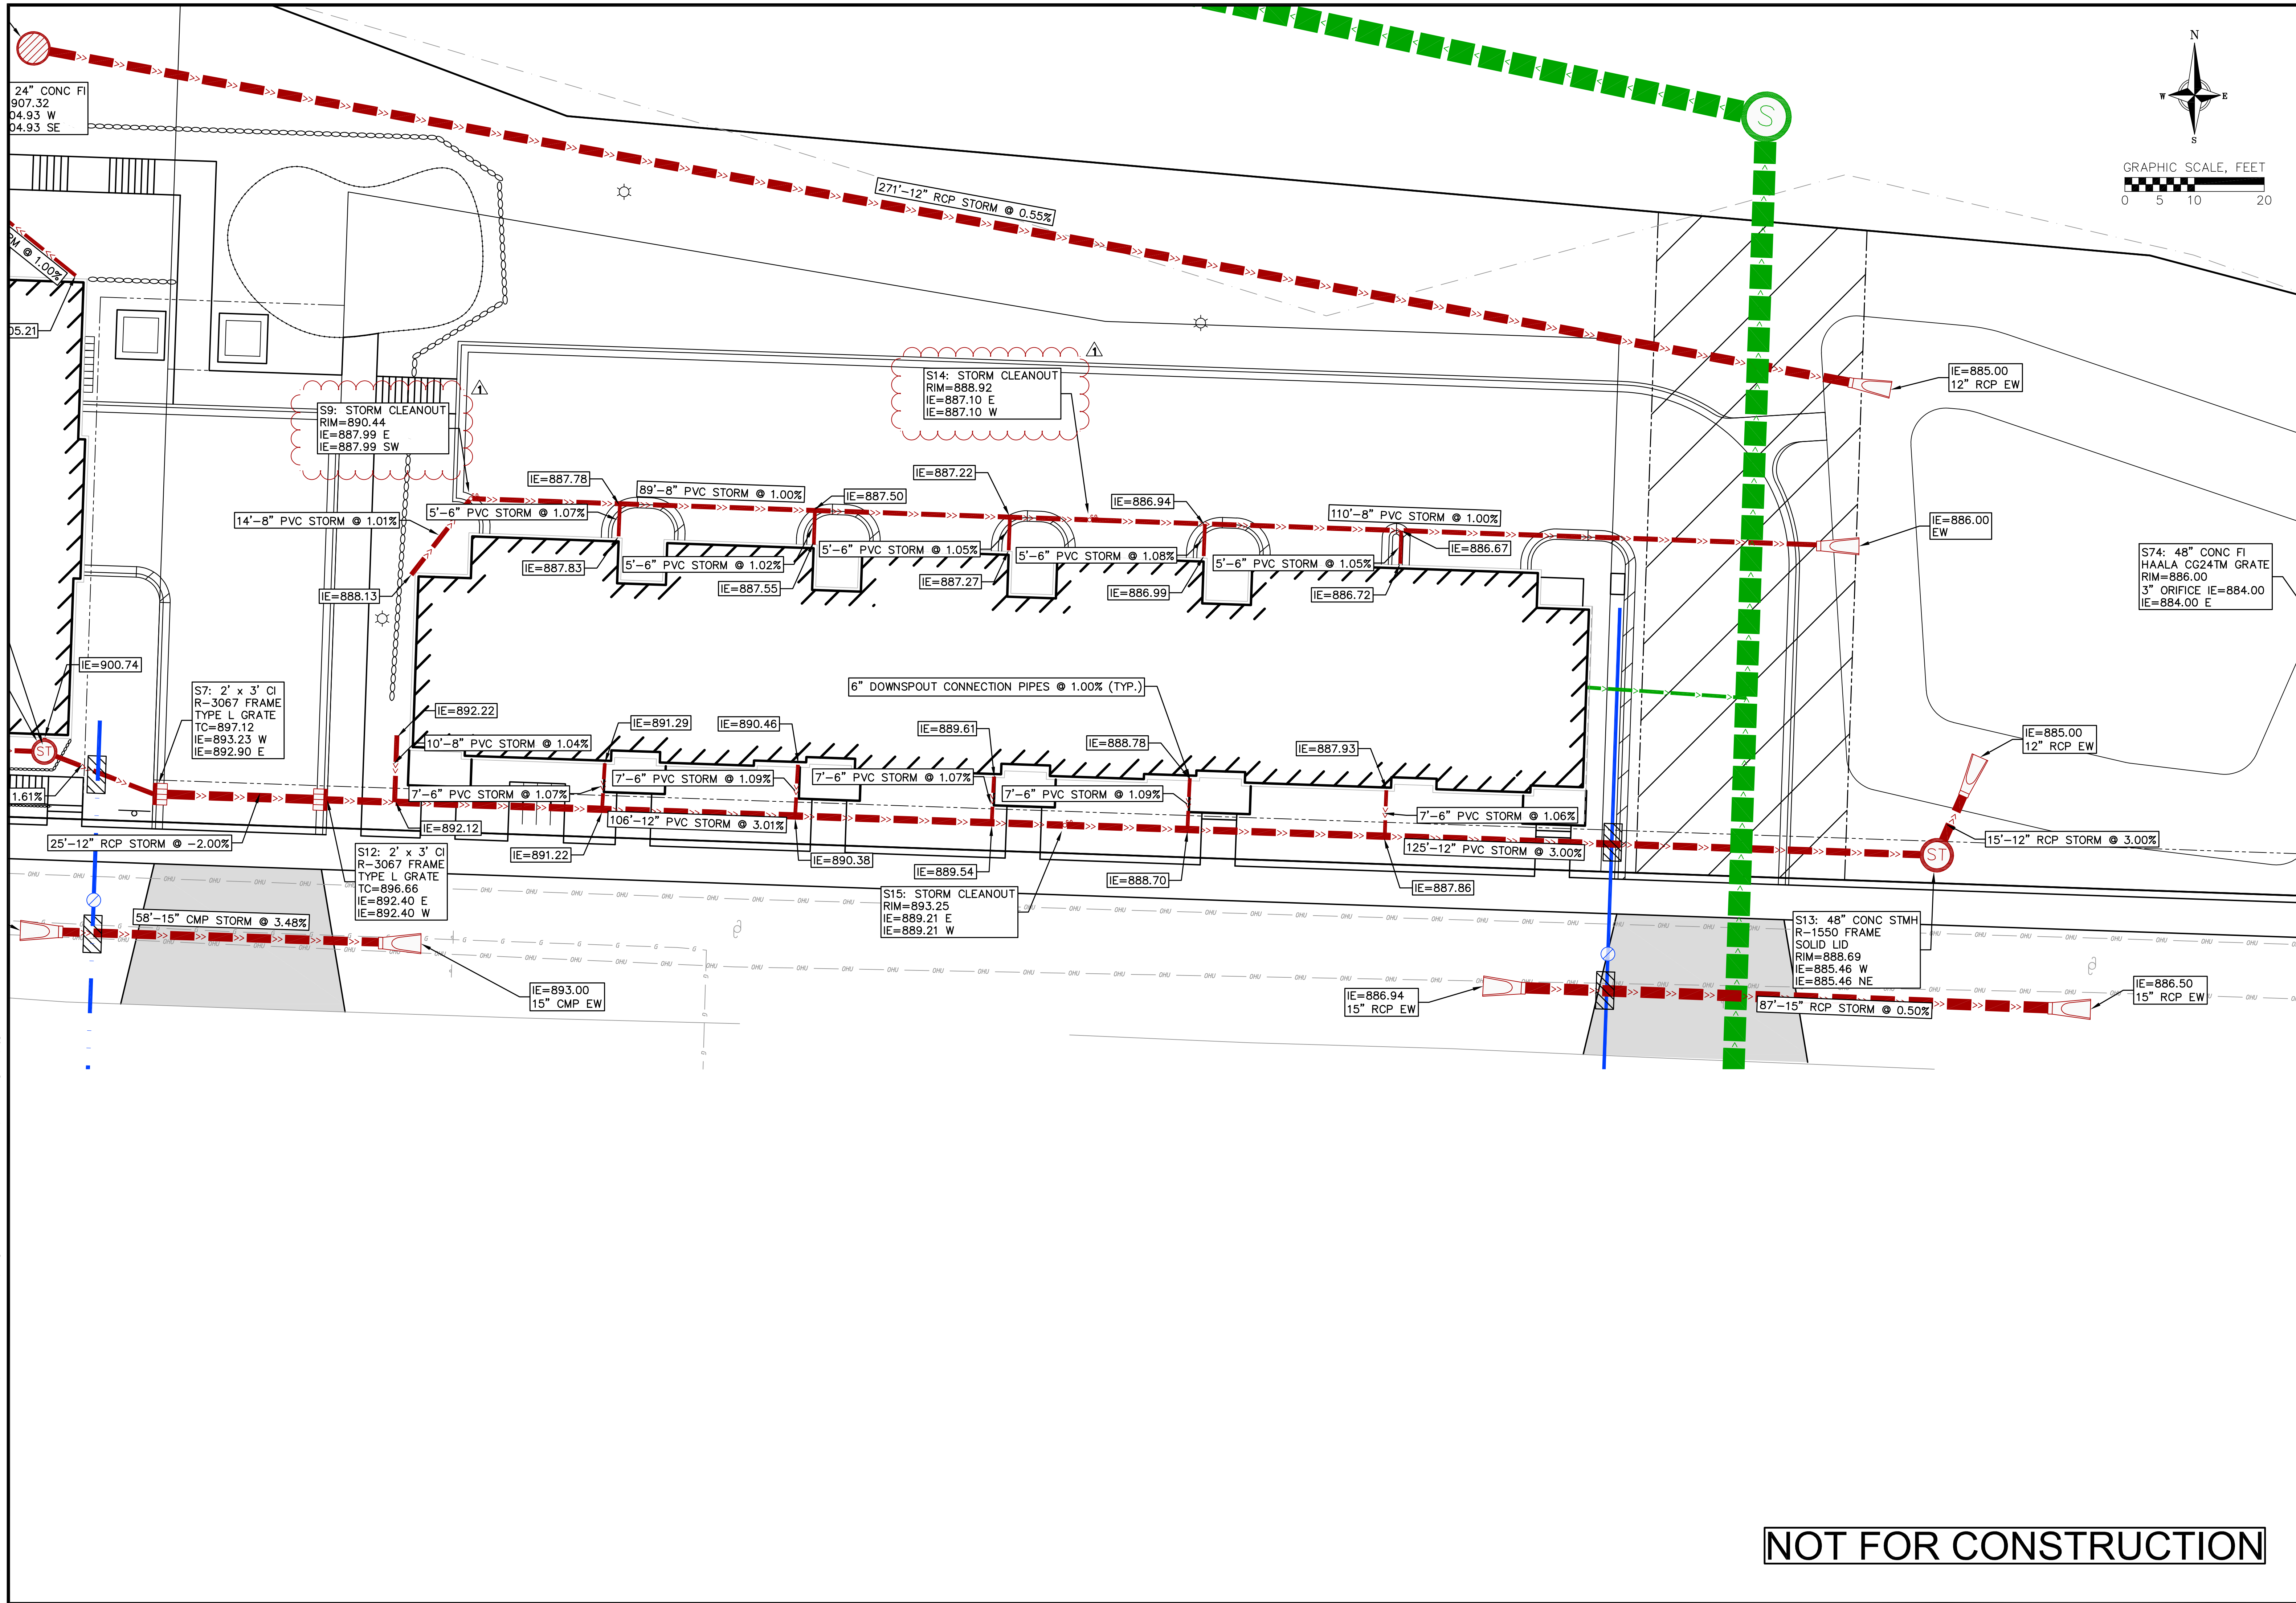 N
W
E
S
GRAPHIC SCALE, FEET
0 5 10 20
24" CONC FI
907.32
04.93 W
04.93 SE
271'-12" RCP STORM @ 0.55%
S
@ 1.00%
05.21
IE=885.00
12" RCP EW
1
S14: STORM CLEANOUT
RIM=888.92
IE=887.10 E
IE=887.10 W
1
S9: STORM CLEANOUT
RIM=890.44
IE=887.99 E
IE=887.99 SW
IE=887.78
89'-8" PVC STORM @ 1.00%
IE=887.50
IE=887.22
IE=886.94
110'-8" PVC STORM @ 1.00%
14'-8" PVC STORM @ 1.01%
5'-6" PVC STORM @ 1.07%
5'-6" PVC STORM @ 1.02%
5'-6" PVC STORM @ 1.05%
5'-6" PVC STORM @ 1.08%
5'-6" PVC STORM @ 1.05%
IE=886.67
IE=886.00
EW
IE=888.13
IE=887.83
IE=887.55
IE=887.27
IE=886.99
IE=886.72
S74: 48" CONC FI
HAALA CG24TM GRATE
RIM=886.00
3" ORIFICE IE=884.00
IE=884.00 E
IE=900.74
S7: 2' x 3' CI
R-3067 FRAME
TYPE L GRATE
TC=897.12
IE=893.23 W
IE=892.90 E
6" DOWNSPOUT CONNECTION PIPES @ 1.00% (TYP.)
IE=892.22
IE=891.29
IE=890.46
IE=889.61
IE=888.78
IE=887.93
IE=885.00
12" RCP EW
ST
10'-8" PVC STORM @ 1.04%
7'-6" PVC STORM @ 1.07%
7'-6" PVC STORM @ 1.09%
7'-6" PVC STORM @ 1.07%
7'-6" PVC STORM @ 1.09%
7'-6" PVC STORM @ 1.06%
1.61%
25'-12" RCP STORM @ -2.00%
IE=892.12
106'-12" PVC STORM @ 3.01%
125'-12" PVC STORM @ 3.00%
ST
15'-12" RCP STORM @ 3.00%
IE=891.22
IE=890.38
IE=889.54
IE=888.70
IE=887.86
S12: 2' x 3' CI
R-3067 FRAME
TYPE L GRATE
TC=896.66
IE=892.40 E
IE=892.40 W
S15: STORM CLEANOUT
RIM=893.25
IE=889.21 E
IE=889.21 W
58'-15" CMP STORM @ 3.48%
S13: 48" CONC STMH
R-1550 FRAME
SOLID LID
RIM=888.69
IE=885.46 W
IE=885.46 NE
IE=893.00
15" CMP EW
IE=886.94
15" RCP EW
87'-15" RCP STORM @ 0.50%
IE=886.50
15" RCP EW
NOT FOR CONSTRUCTION